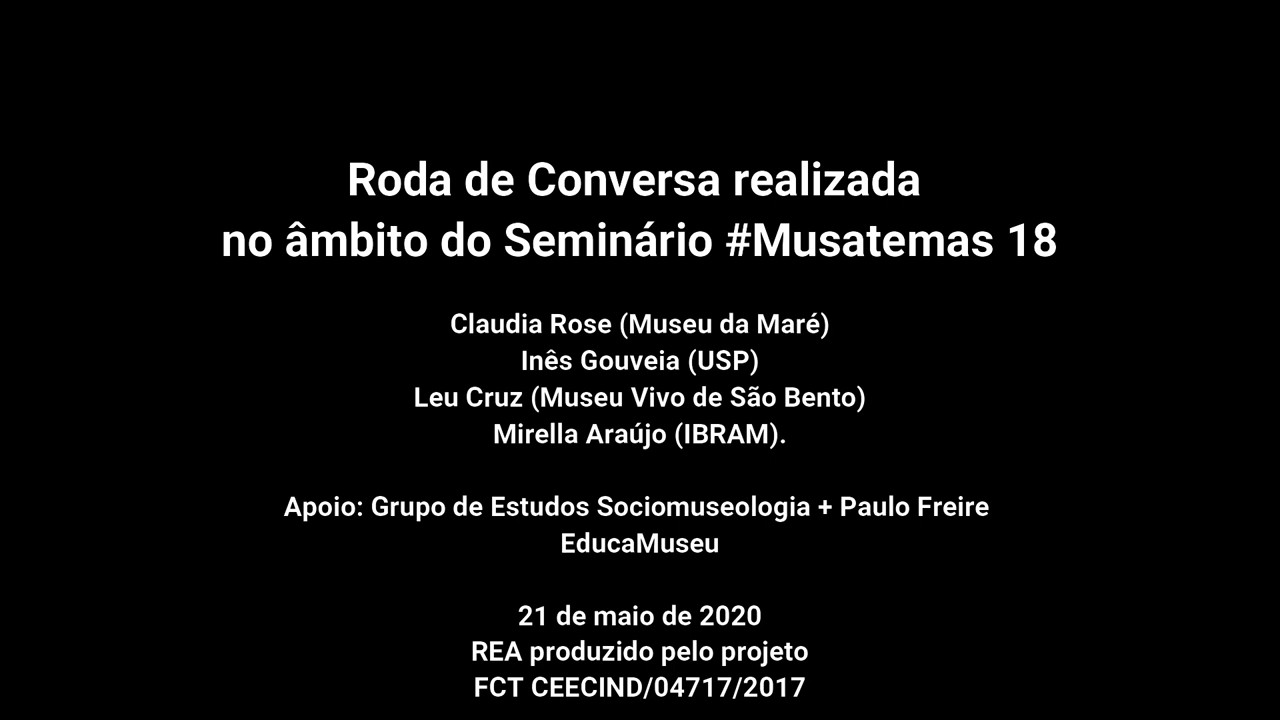 Roda de Conversa realizada
no âmbito do Seminário #Musatemas 18
Claudia Rose (Museu da Maré)
Inês Gouveia (USP)
Leu Cruz (Museu Vivo de São Bento)
Mirella Araújo (IBRAM).
Apoio: Grupo de Estudos Sociomuseologia + Paulo Freire
EducaMuseu
21 de maio de 2020
REA produzido pelo projeto
FCT CEECIND/04717/2017